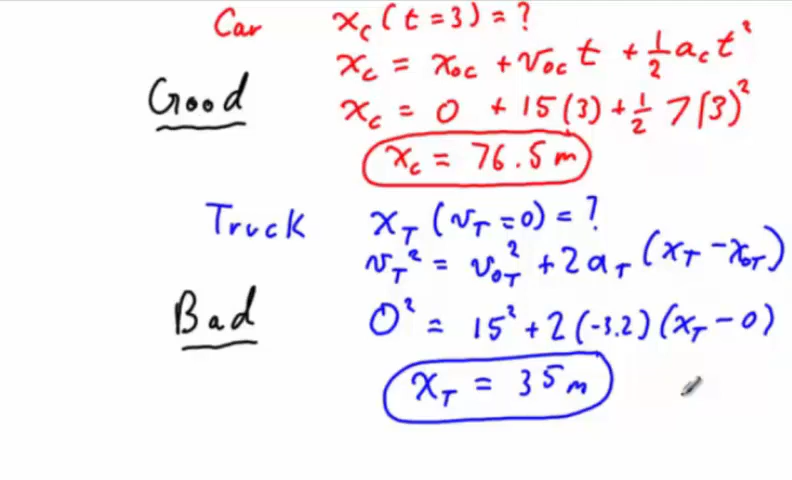 Car x_c (t=3) = ?
x_c = x_oc + v_oc t + 1/2 a_c t²
Good
x_c = 0 + 15(3) + 1/2 7(3)²
x_c = 76.5 m
Truck x_T (v_T = 0) = ?
v_T² = v_oT² + 2a_T (x_T - x_oT)
Bad
0² = 15² + 2(-3.2)(x_T - 0)
x_T = 35 m